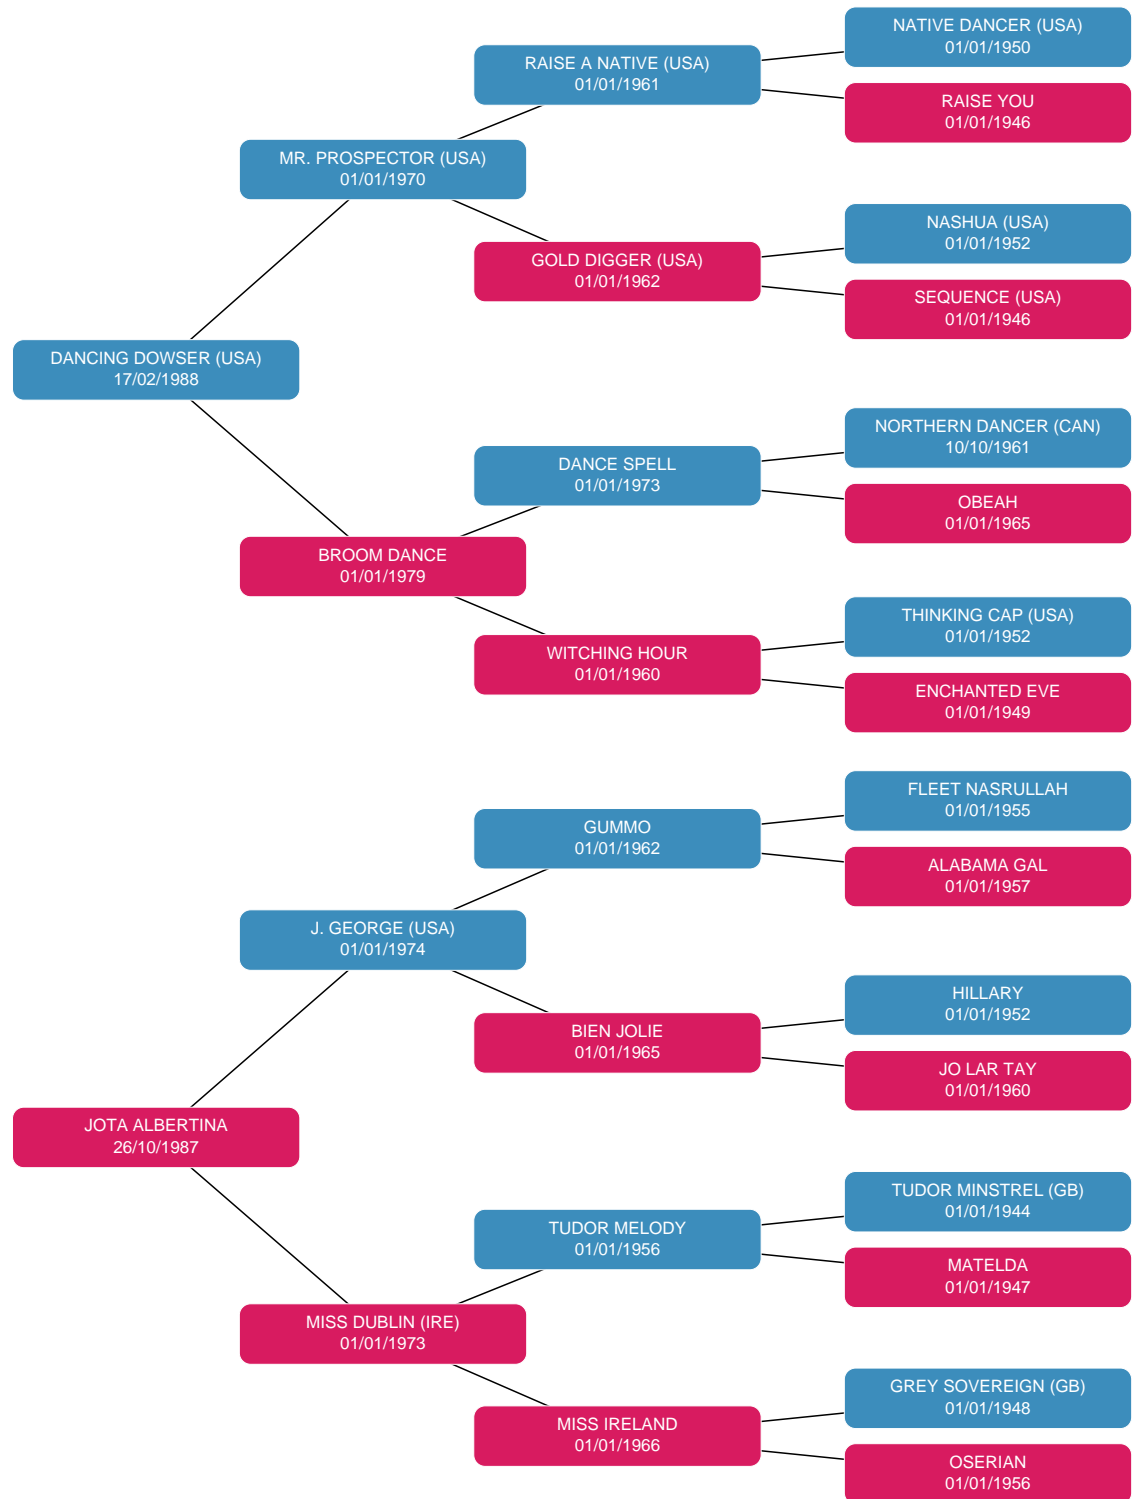 NATIVE DANCER (USA)
01/01/1950
RAISE A NATIVE (USA)
01/01/1961
RAISE YOU
01/01/1946
MR. PROSPECTOR (USA)
01/01/1970
NASHUA (USA)
01/01/1952
GOLD DIGGER (USA)
01/01/1962
SEQUENCE (USA)
01/01/1946
DANCING DOWSER (USA)
17/02/1988
NORTHERN DANCER (CAN)
10/10/1961
DANCE SPELL
01/01/1973
OBEAH
01/01/1965
BROOM DANCE
01/01/1979
THINKING CAP (USA)
01/01/1952
WITCHING HOUR
01/01/1960
ENCHANTED EVE
01/01/1949
FLEET NASRULLAH
01/01/1955
GUMMO
01/01/1962
ALABAMA GAL
01/01/1957
J. GEORGE (USA)
01/01/1974
HILLARY
01/01/1952
BIEN JOLIE
01/01/1965
JO LAR TAY
01/01/1960
JOTA ALBERTINA
26/10/1987
TUDOR MINSTREL (GB)
01/01/1944
TUDOR MELODY
01/01/1956
MATELDA
01/01/1947
MISS DUBLIN (IRE)
01/01/1973
GREY SOVEREIGN (GB)
01/01/1948
MISS IRELAND
01/01/1966
OSERIAN
01/01/1956